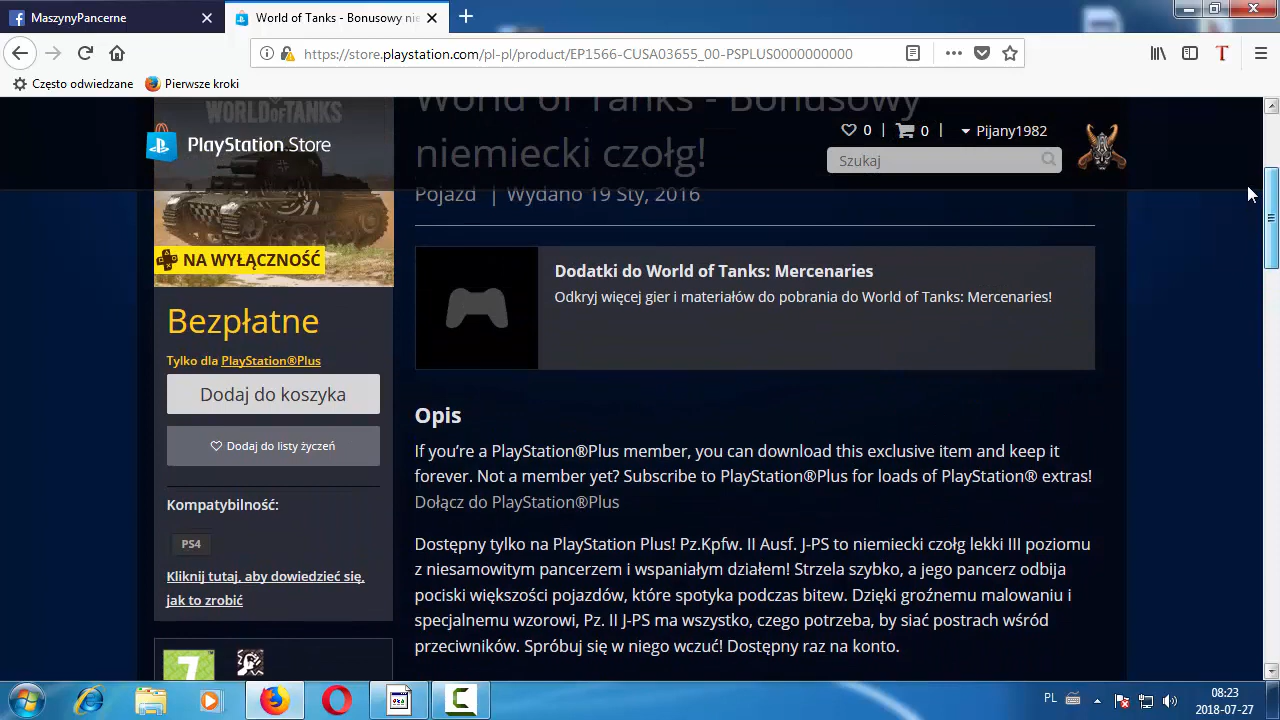 MaszynyPancerne
World of Tanks - Bonusowy nie
https://store.playstation.com/pl-pl/product/EP1566-CUSA03655_00-PSPLUS0000000000
Często odwiedzane
Pierwsze kroki
WORLD OF TANKS
PlayStation Store
0 | 0 | Pijany1982
Szukaj
World of Tanks - Bonusowy
niemiecki czołg!
Pojazd | Wydano 19 Sty, 2016
NA WYŁĄCZNOŚĆ
Bezpłatne
Tylko dla PlayStation®Plus
Dodaj do koszyka
Dodaj do listy życzeń
Kompatybilność:
PS4
Kliknij tutaj, aby dowiedzieć się,
jak to zrobić
7
Dodatki do World of Tanks: Mercenaries
Odkryj więcej gier i materiałów do pobrania do World of Tanks: Mercenaries!
Opis
If you’re a PlayStation®Plus member, you can download this exclusive item and keep it
forever. Not a member yet? Subscribe to PlayStation®Plus for loads of PlayStation® extras!
Dołącz do PlayStation®Plus
Dostępny tylko na PlayStation Plus! Pz.Kpfw. II Ausf. J-PS to niemiecki czołg lekki III poziomu
z niesamowitym pancerzem i wspaniałym działem! Strzela szybko, a jego pancerz odbija
pociski większości pojazdów, które spotyka podczas bitew. Dzięki groźnemu malowaniu i
specjalnemu wzorowi, Pz. II J-PS ma wszystko, czego potrzeba, by siać postrach wśród
przeciwników. Spróbuj się w niego wczuć! Dostępny raz na konto.
PL
08:23
2018-07-27